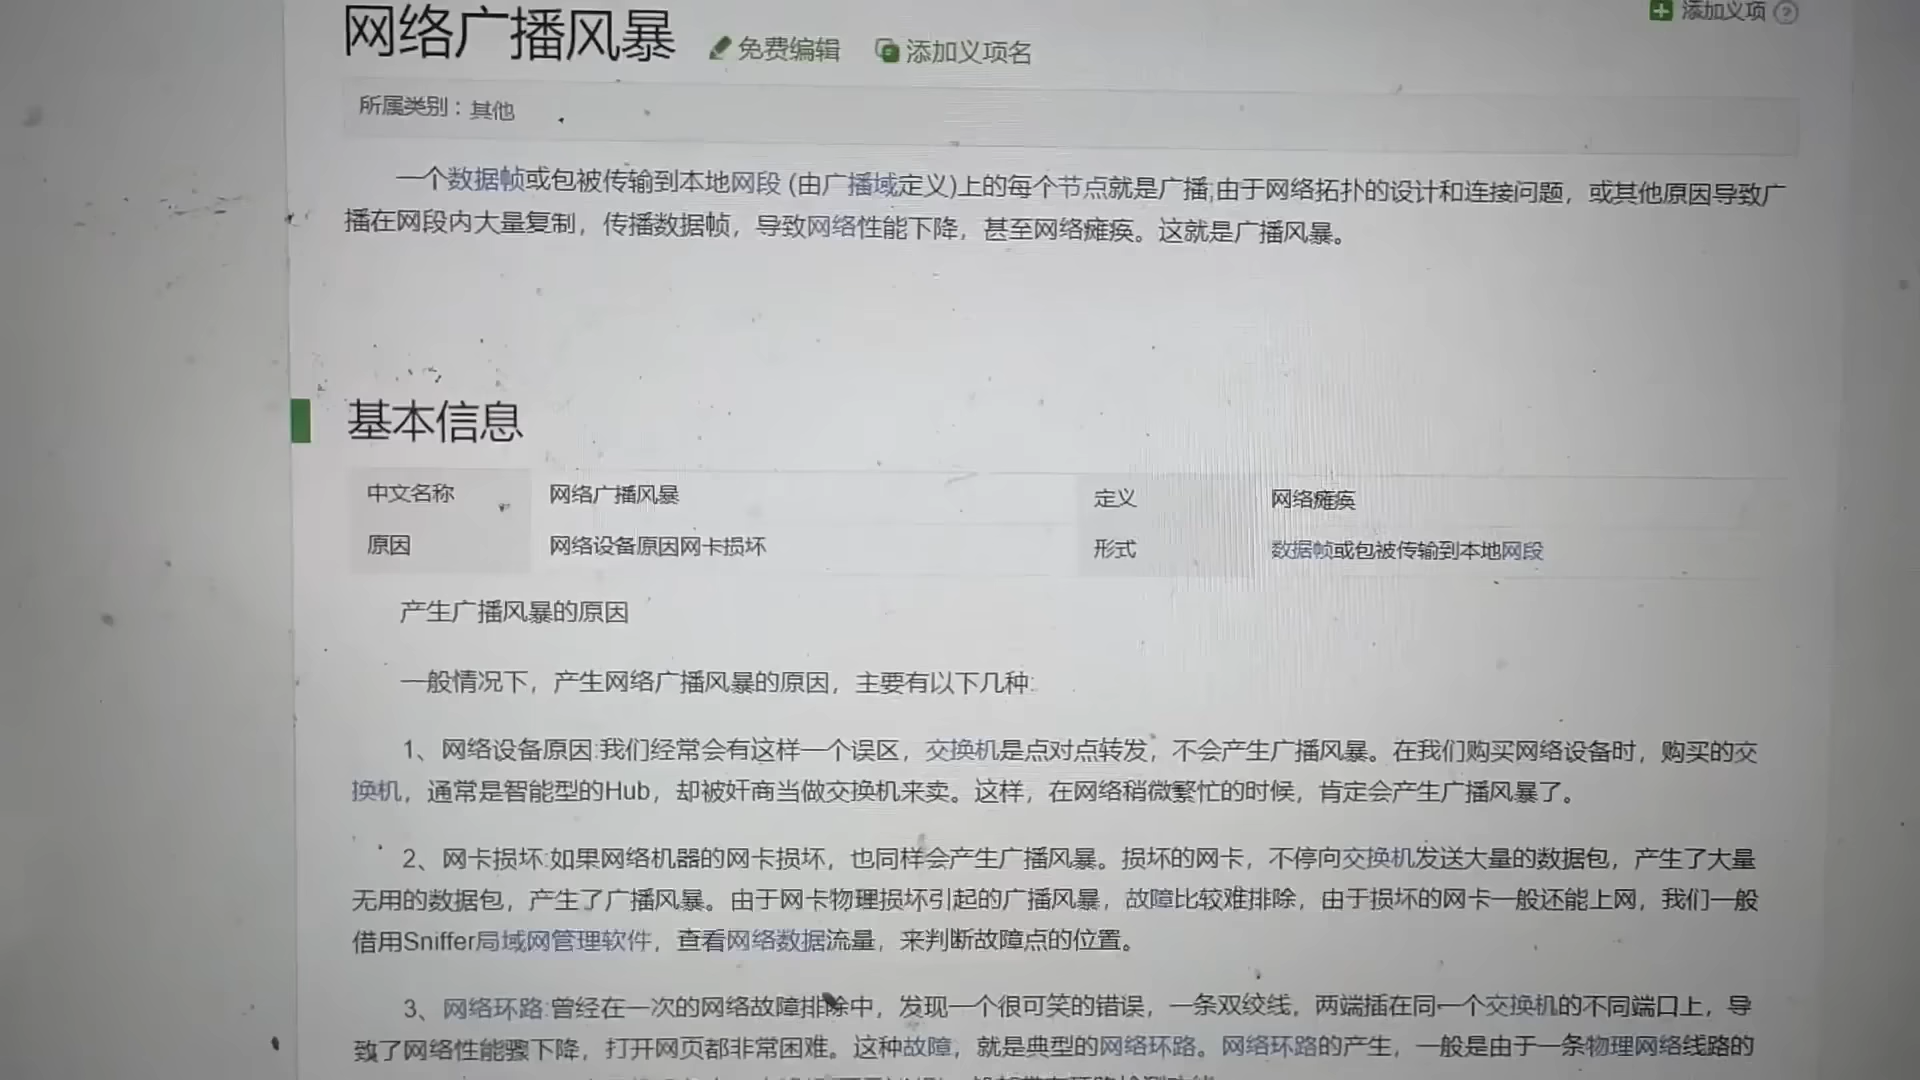 添加义项
网络广播风暴 免费编辑 添加义项名
所属类别：其他
一个数据帧或包被传输到本地网段 (由广播域定义)上的每个节点就是广播;由于网络拓扑的设计和连接问题，或其他原因导致广
播在网段内大量复制，传播数据帧，导致网络性能下降，甚至网络瘫痪。这就是广播风暴。
基本信息
中文名称 网络广播风暴 定义 网络瘫痪
原因 网络设备原因网卡损坏 形式 数据帧或包被传输到本地网段
产生广播风暴的原因
一般情况下，产生网络广播风暴的原因，主要有以下几种:
1、网络设备原因:我们经常会有这样一个误区，交换机是点对点转发，不会产生广播风暴。在我们购买网络设备时，购买的交
换机，通常是智能型的Hub，却被奸商当做交换机来卖。这样，在网络稍微繁忙的时候，肯定会产生广播风暴了。
2、网卡损坏:如果网络机器的网卡损坏，也同样会产生广播风暴。损坏的网卡，不停向交换机发送大量的数据包，产生了大量
无用的数据包，产生了广播风暴。由于网卡物理损坏引起的广播风暴，故障比较难排除，由于损坏的网卡一般还能上网，我们一般
借用Sniffer局域网管理软件，查看网络数据流量，来判断故障点的位置。
3、网络环路:曾经在一次的网络故障排除中，发现一个很可笑的错误，一条双绞线，两端插在同一个交换机的不同端口上，导
致了网络性能骤下降，打开网页都非常困难。这种故障，就是典型的网络环路。网络环路的产生，一般是由于一条物理网络线路的